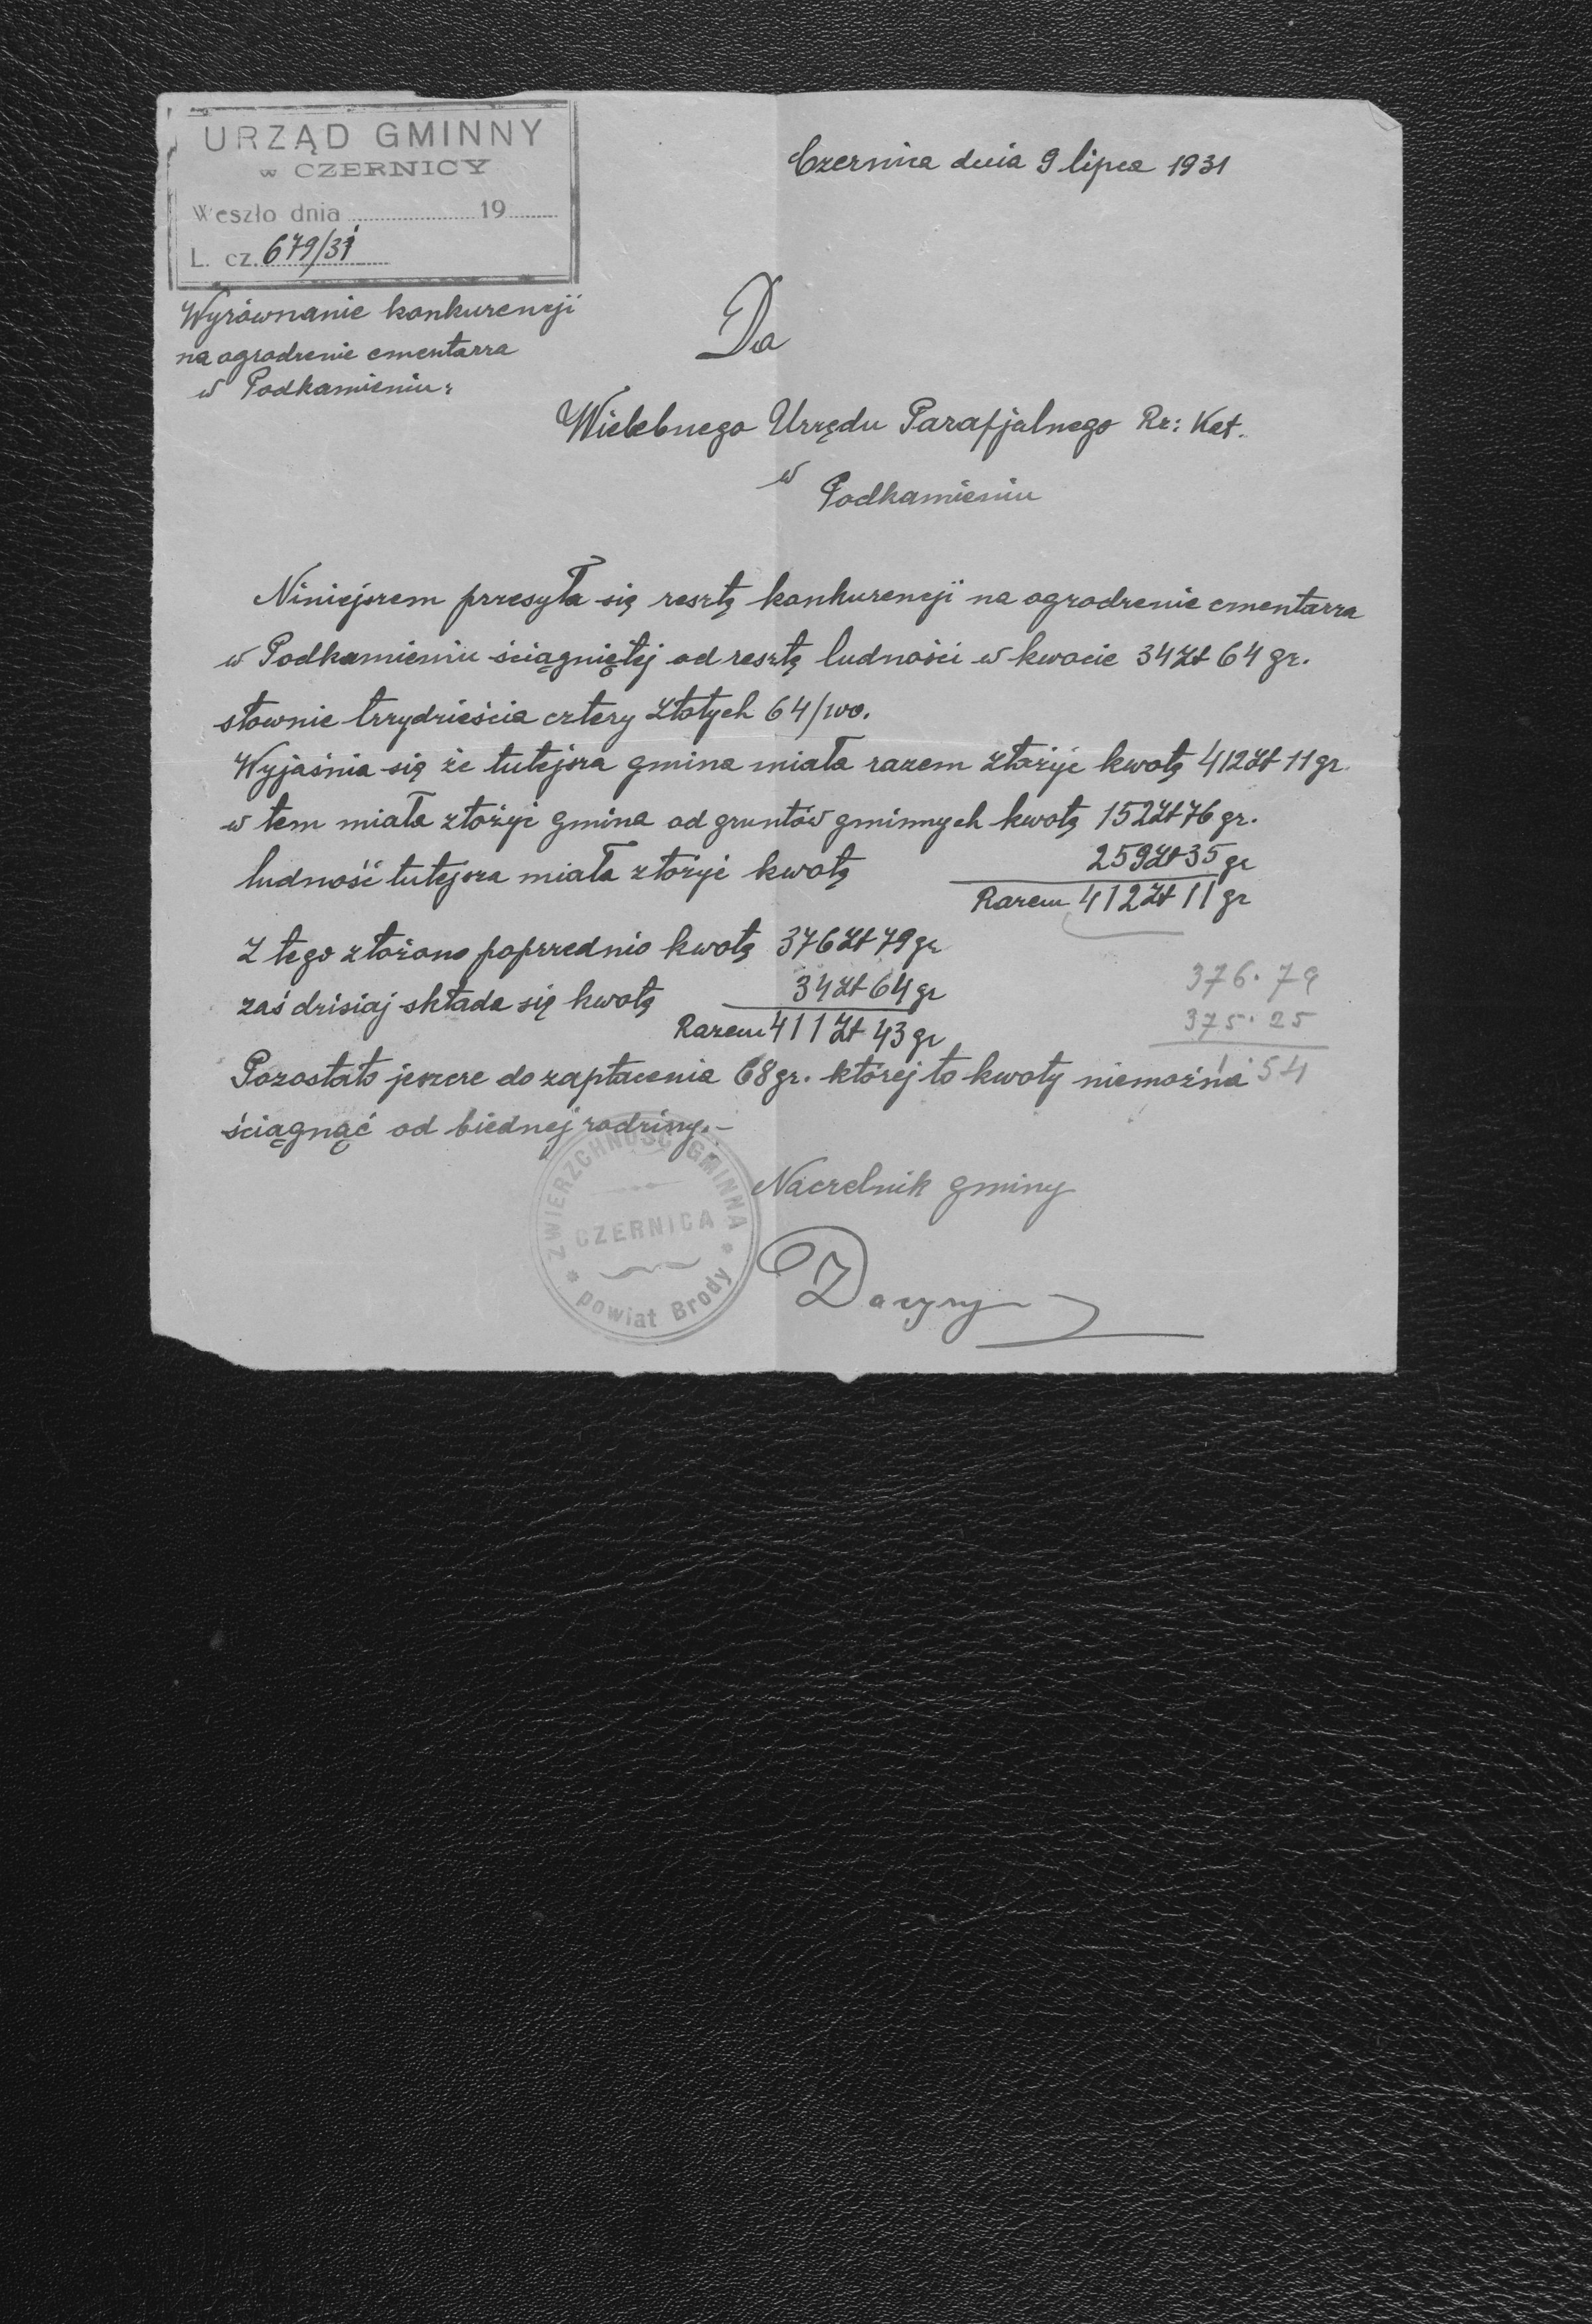 URZĄD GMINNY
w CZERNICY
Weszło dnia 19
L. cz. 679/31
Czernica dnia 9 lipca 1931
Wyrównanie konkurencji
na ogrodzenie cmentarza
w Podkamieniu:
Do
Wielebnego Urzędu Parafjalnego Rz: Kat.
w
Podkamieniu
Niniejszem przesyła się resztę konkurencji na ogrodzenie cmentarza
w Podkamieniu ściągniętej od resztę ludności w kwocie 34 Zł 64 gr.
słownie trzydzieścia cztery złotych 64/100.
Wyjaśnia się że tutejsza gmina miała razem złożyć kwotę 412 Zł 11 gr.
w tem miała złożyć gmina od gruntów gminnych kwotę 152 Zł 76 gr.
ludność tutejsza miała złożyć kwotę 259 Zł 35 gr
Razem 412 Zł 11 gr
Z tego złożono poprzednio kwotę 376 Zł 79 gr
zaś dzisiaj składa się kwotę 34 Zł 64 gr
Razem 411 Zł 43 gr
376.79
375.25
54
Pozostało jeszcze do zapłacenia 68 gr. której to kwoty niemożna
ściągnąć od biednej rodziny.-
Naczelnik gminy
ZWIERZCHNOŚĆ GMINNA
CZERNICA
powiat Brody